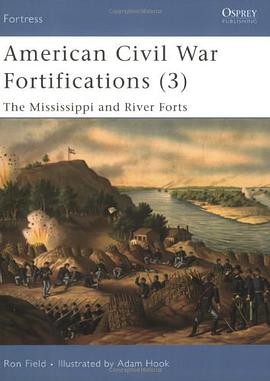 Fortress
OSPREY
PUBLISHING
American Civil War
Fortifications (3)
The Mississippi and River Forts
Ron Field · Illustrated by Adam Hook